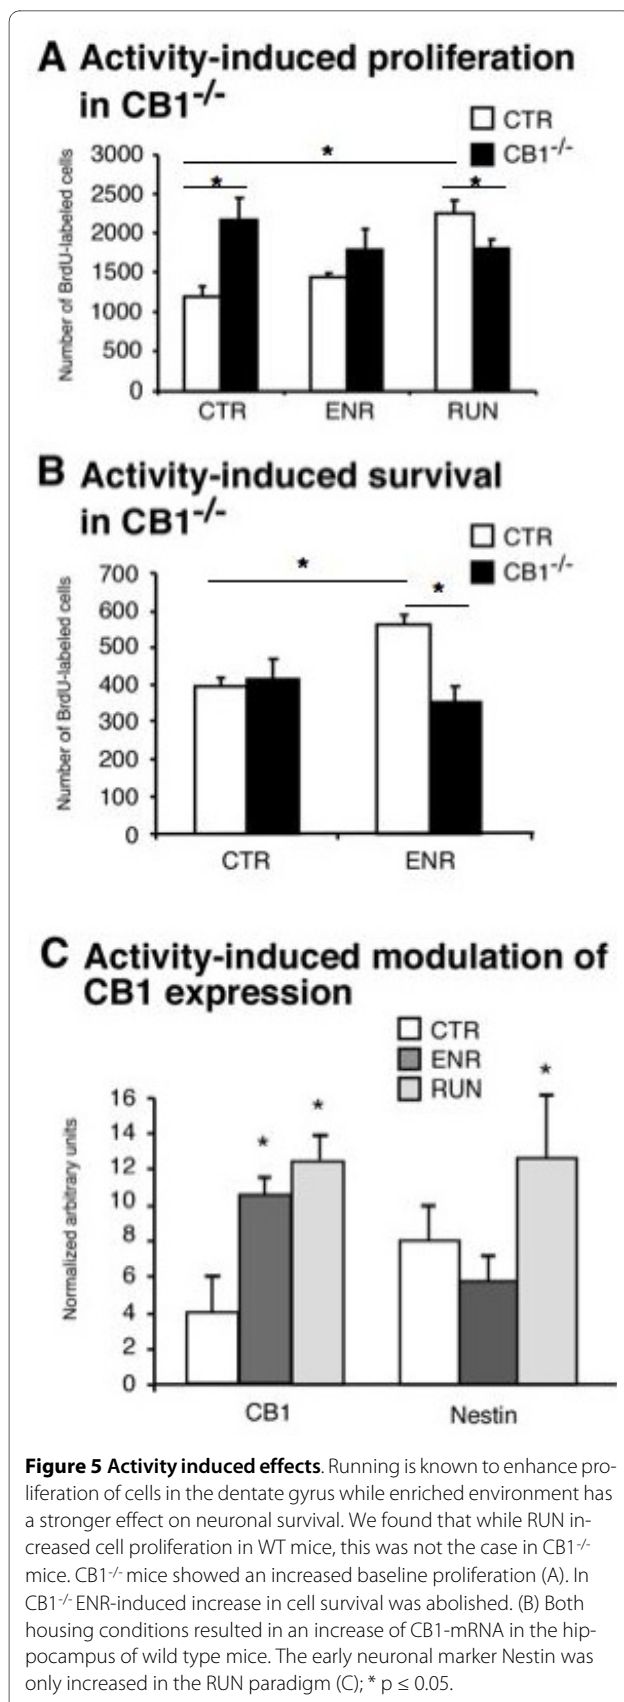 A Activity-induced proliferation
in CB1-/-
CTR
CB1-/-
Number of BrdU-labeled cells
3000
2500
2000
1500
1000
500
0
*
*
*
CTR
ENR
RUN
B Activity-induced survival
in CB1-/-
CTR
CB1-/-
Number of BrdU-labeled cells
700
600
500
400
300
200
100
0
*
*
CTR
ENR
C Activity-induced modulation of
CB1 expression
CTR
ENR
RUN
Normalized arbitrary units
16
14
12
10
8
6
4
2
0
*
*
*
CB1
Nestin
Figure 5 Activity induced effects. Running is known to enhance pro-
liferation of cells in the dentate gyrus while enriched environment has
a stronger effect on neuronal survival. We found that while RUN in-
creased cell proliferation in WT mice, this was not the case in CB1-/-
mice. CB1-/- mice showed an increased baseline proliferation (A). In
CB1-/- ENR-induced increase in cell survival was abolished. (B) Both
housing conditions resulted in an increase of CB1-mRNA in the hip-
pocampus of wild type mice. The early neuronal marker Nestin was
only increased in the RUN paradigm (C); * p ≤ 0.05.